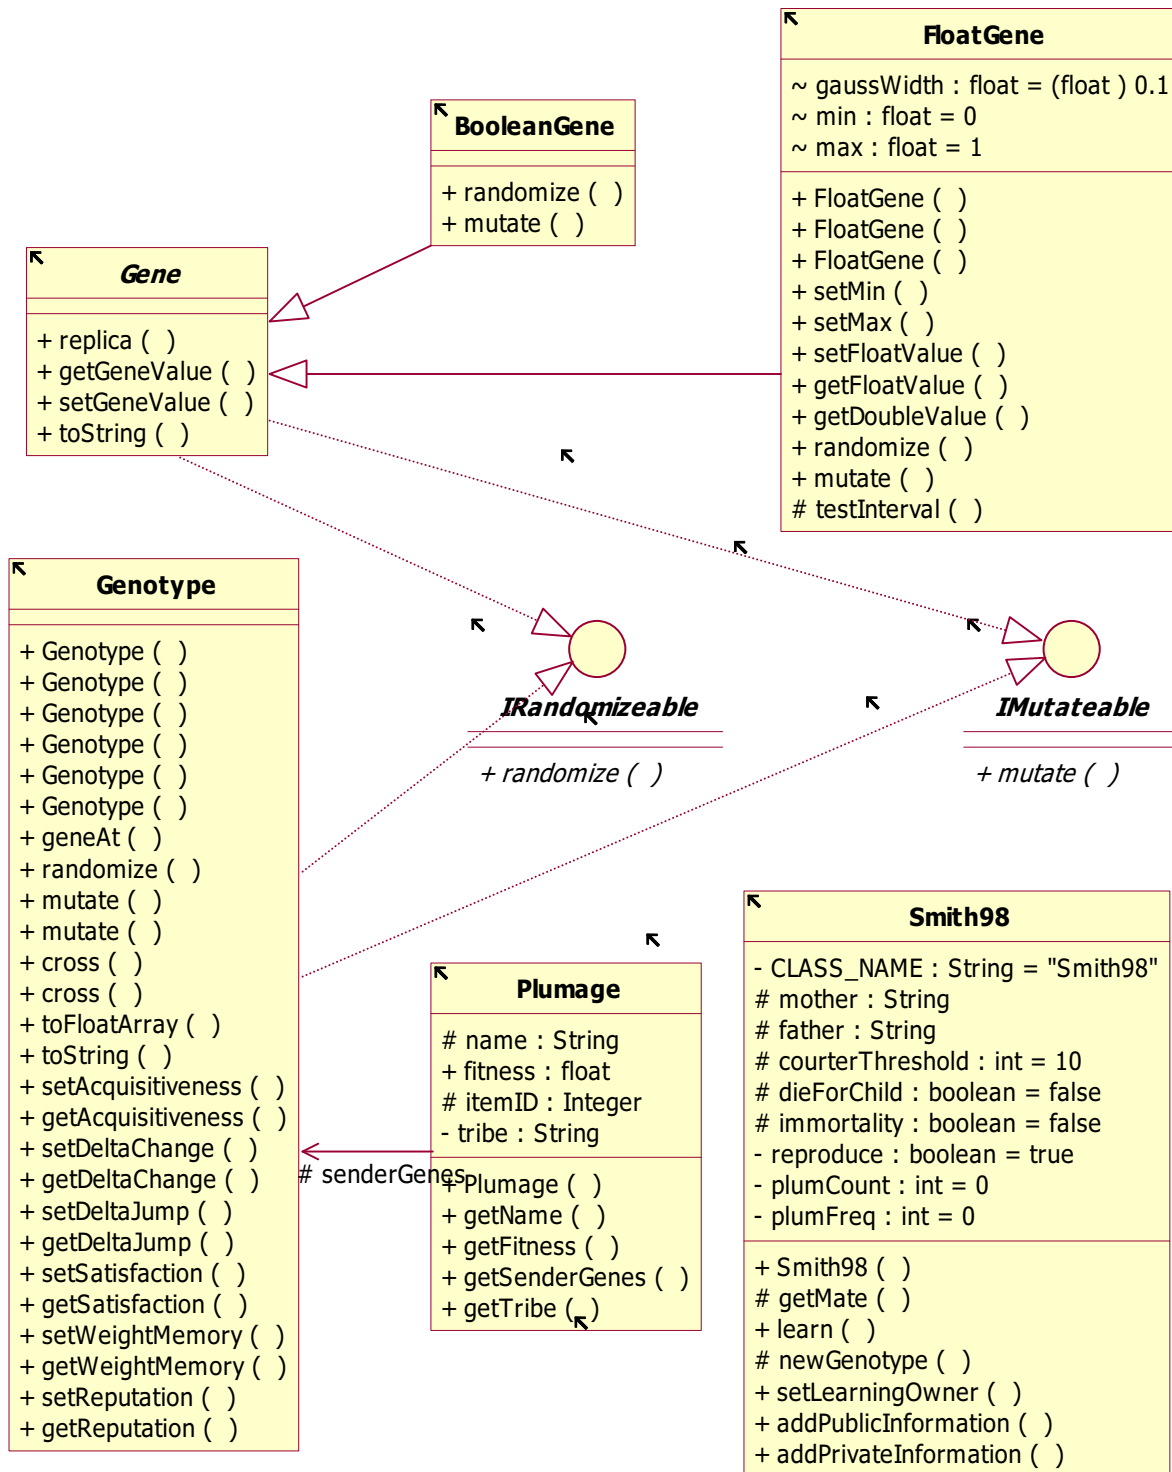 FloatGene
~ gaussWidth : float = (float ) 0.1
~ min : float = 0
~ max : float = 1
+ FloatGene ( )
+ FloatGene ( )
+ FloatGene ( )
+ setMin ( )
+ setMax ( )
+ setFloatValue ( )
+ getFloatValue ( )
+ getDoubleValue ( )
+ randomize ( )
+ mutate ( )
# testInterval ( )
BooleanGene
+ randomize ( )
+ mutate ( )
Gene
+ replica ( )
+ getGeneValue ( )
+ setGeneValue ( )
+ toString ( )
Genotype
+ Genotype ( )
+ Genotype ( )
+ Genotype ( )
+ Genotype ( )
+ Genotype ( )
+ Genotype ( )
+ geneAt ( )
+ randomize ( )
+ mutate ( )
+ mutate ( )
+ cross ( )
+ cross ( )
+ toFloatArray ( )
+ toString ( )
+ setAcquisitiveness ( )
+ getAcquisitiveness ( )
+ setDeltaChange ( )
+ getDeltaChange ( )
+ setDeltaJump ( )
+ getDeltaJump ( )
+ setSatisfaction ( )
+ getSatisfaction ( )
+ setWeightMemory ( )
+ getWeightMemory ( )
+ setReputation ( )
+ getReputation ( )
IRandomizeable
+ randomize ( )
IMutateable
+ mutate ( )
# senderGenes
Plumage
# name : String
+ fitness : float
# itemID : Integer
- tribe : String
+ Plumage ( )
+ getName ( )
+ getFitness ( )
+ getSenderGenes ( )
+ getTribe ( )
Smith98
- CLASS_NAME : String = "Smith98"
# mother : String
# father : String
# courterThreshold : int = 10
# dieForChild : boolean = false
# immortality : boolean = false
- reproduce : boolean = true
- plumCount : int = 0
- plumFreq : int = 0
+ Smith98 ( )
# getMate ( )
+ learn ( )
# newGenotype ( )
+ setLearningOwner ( )
+ addPublicInformation ( )
+ addPrivateInformation ( )